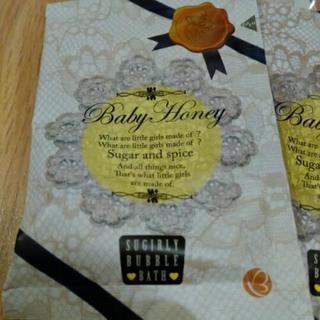 Baby Honey
What are little girls made of ?
What are little girls made of ?
Sugar and spice
And all things nice,
That's what little girls
are made of.
SUGIRLY
BUBBLE
BATH